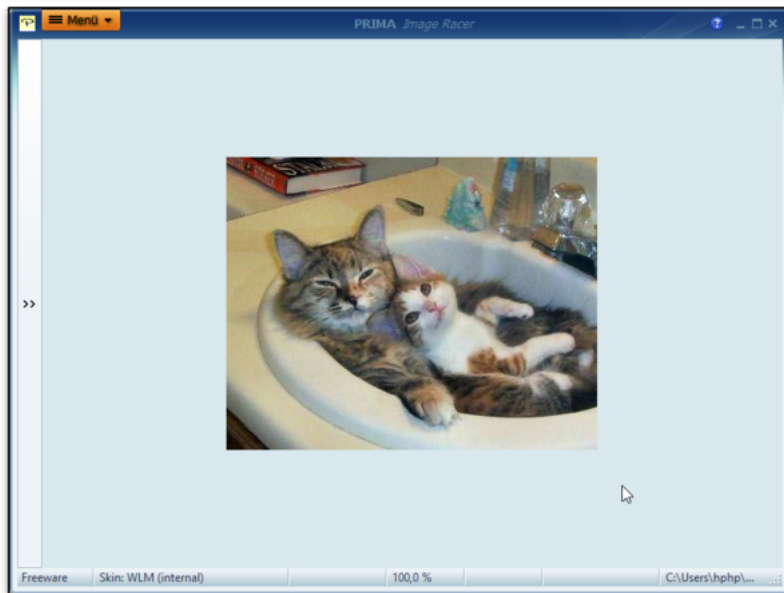 Menü
PRIMA Image Racer
?
>>
Freeware
Skin: WLM (internal)
100,0 %
C:\Users\hphp\...